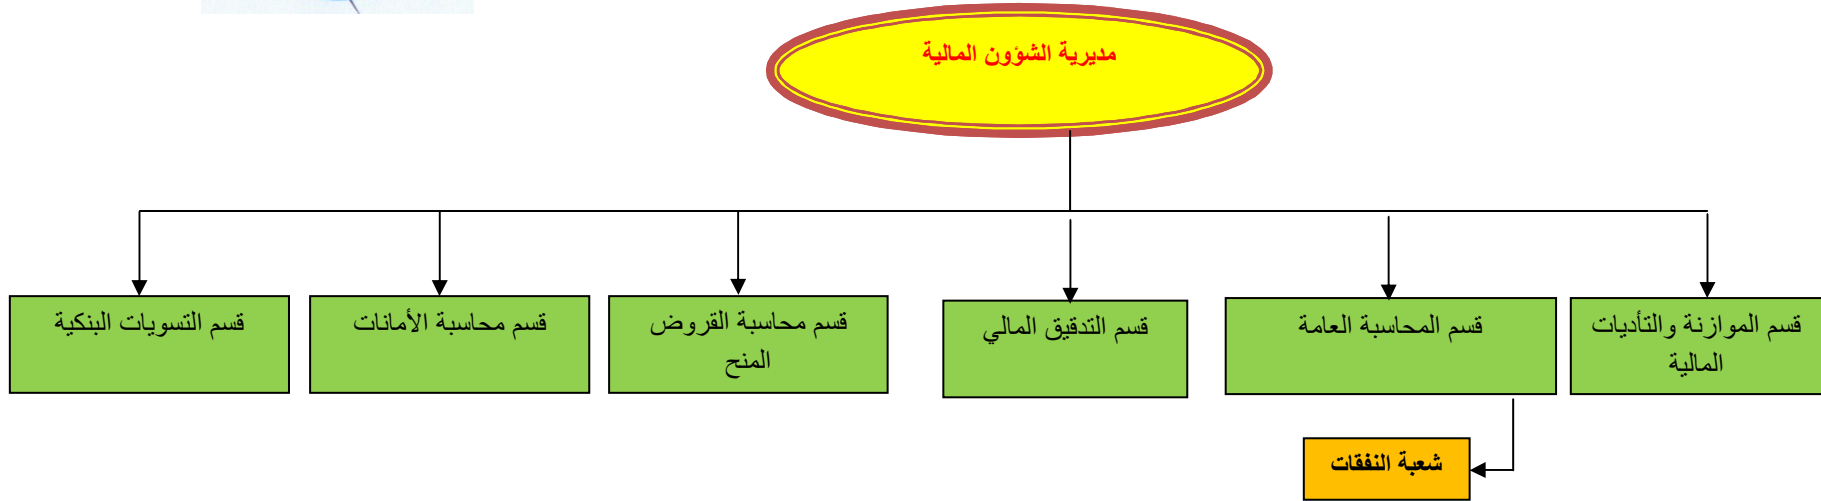 مديرية الشؤون المالية
قسم الموازنة والتأديات
المالية
قسم المحاسبة العامة
قسم التدقيق المالي
قسم محاسبة القروض
المنح
قسم محاسبة الأمانات
قسم التسويات البنكية
شعبة النفقات